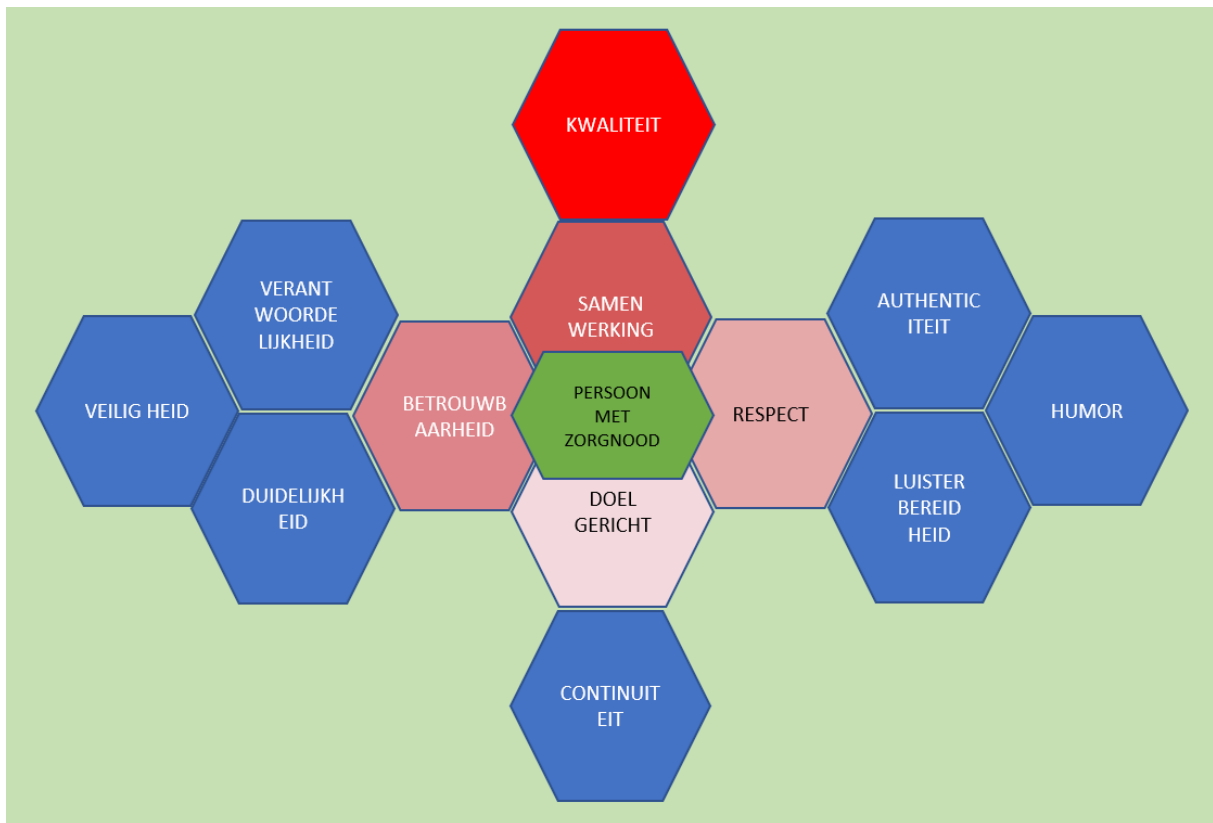 KWALITEIT
VERANT
WOORDE
LIJKHEID
SAMEN
WERKING
AUTHENTIC
ITEIT
VEILIG HEID
BETROUWB
AARHEID
PERSOON
MET
ZORGNOOD
RESPECT
HUMOR
DUIDELIJKH
EID
DOEL
GERICHT
LUISTER
BEREID
HEID
CONTINUIT
EIT